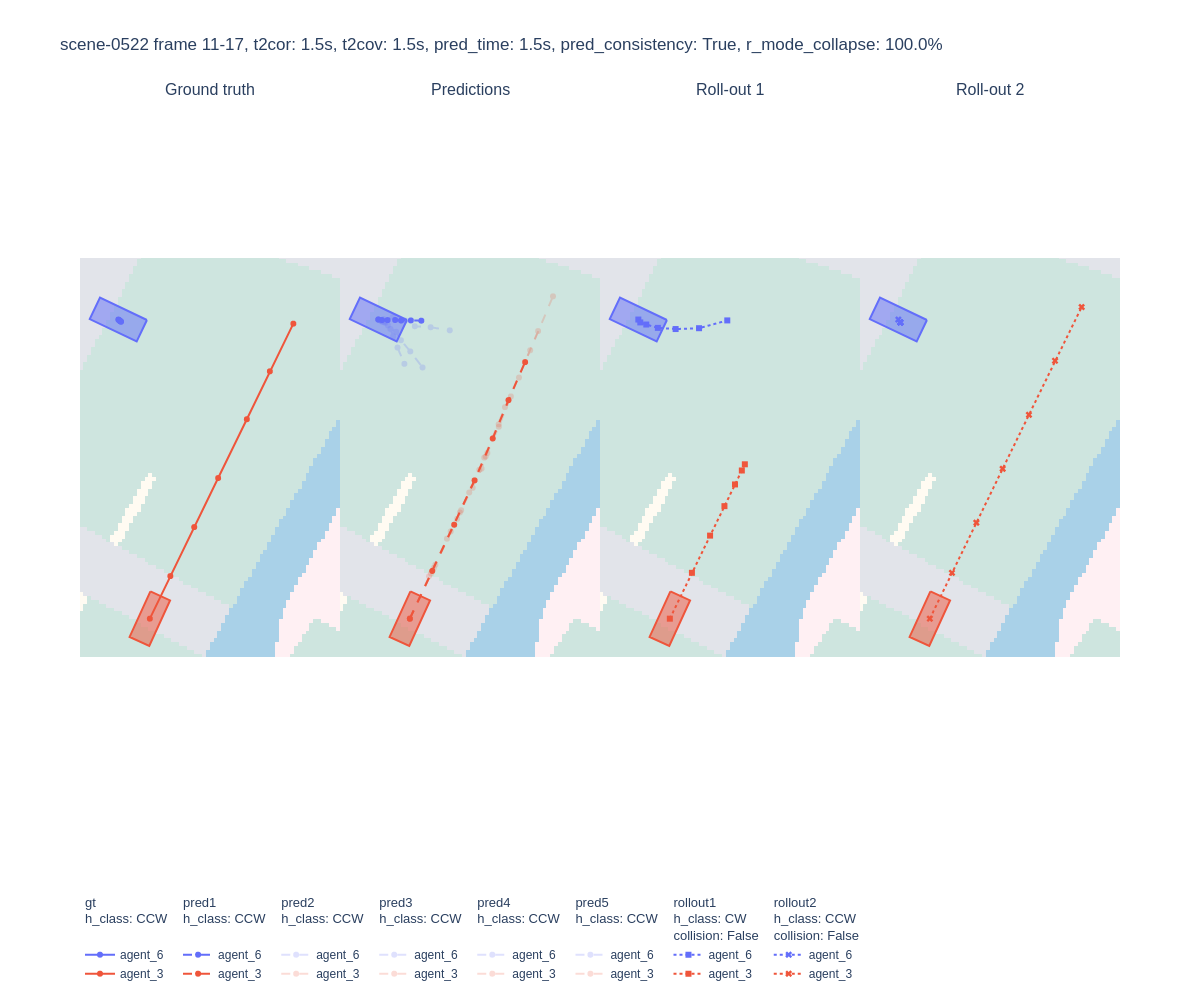 scene-0522 frame 11-17, t2cor: 1.5s, t2cov: 1.5s, pred_time: 1.5s, pred_consistency: True, r_mode_collapse: 100.0%
Ground truth
Predictions
Roll-out 1
Roll-out 2
gt
h_class: CCW
agent_6
agent_3
pred1
h_class: CCW
agent_6
agent_3
pred2
h_class: CCW
agent_6
agent_3
pred3
h_class: CCW
agent_6
agent_3
pred4
h_class: CCW
agent_6
agent_3
pred5
h_class: CCW
agent_6
agent_3
rollout1
h_class: CW
collision: False
agent_6
agent_3
rollout2
h_class: CCW
collision: False
agent_6
agent_3